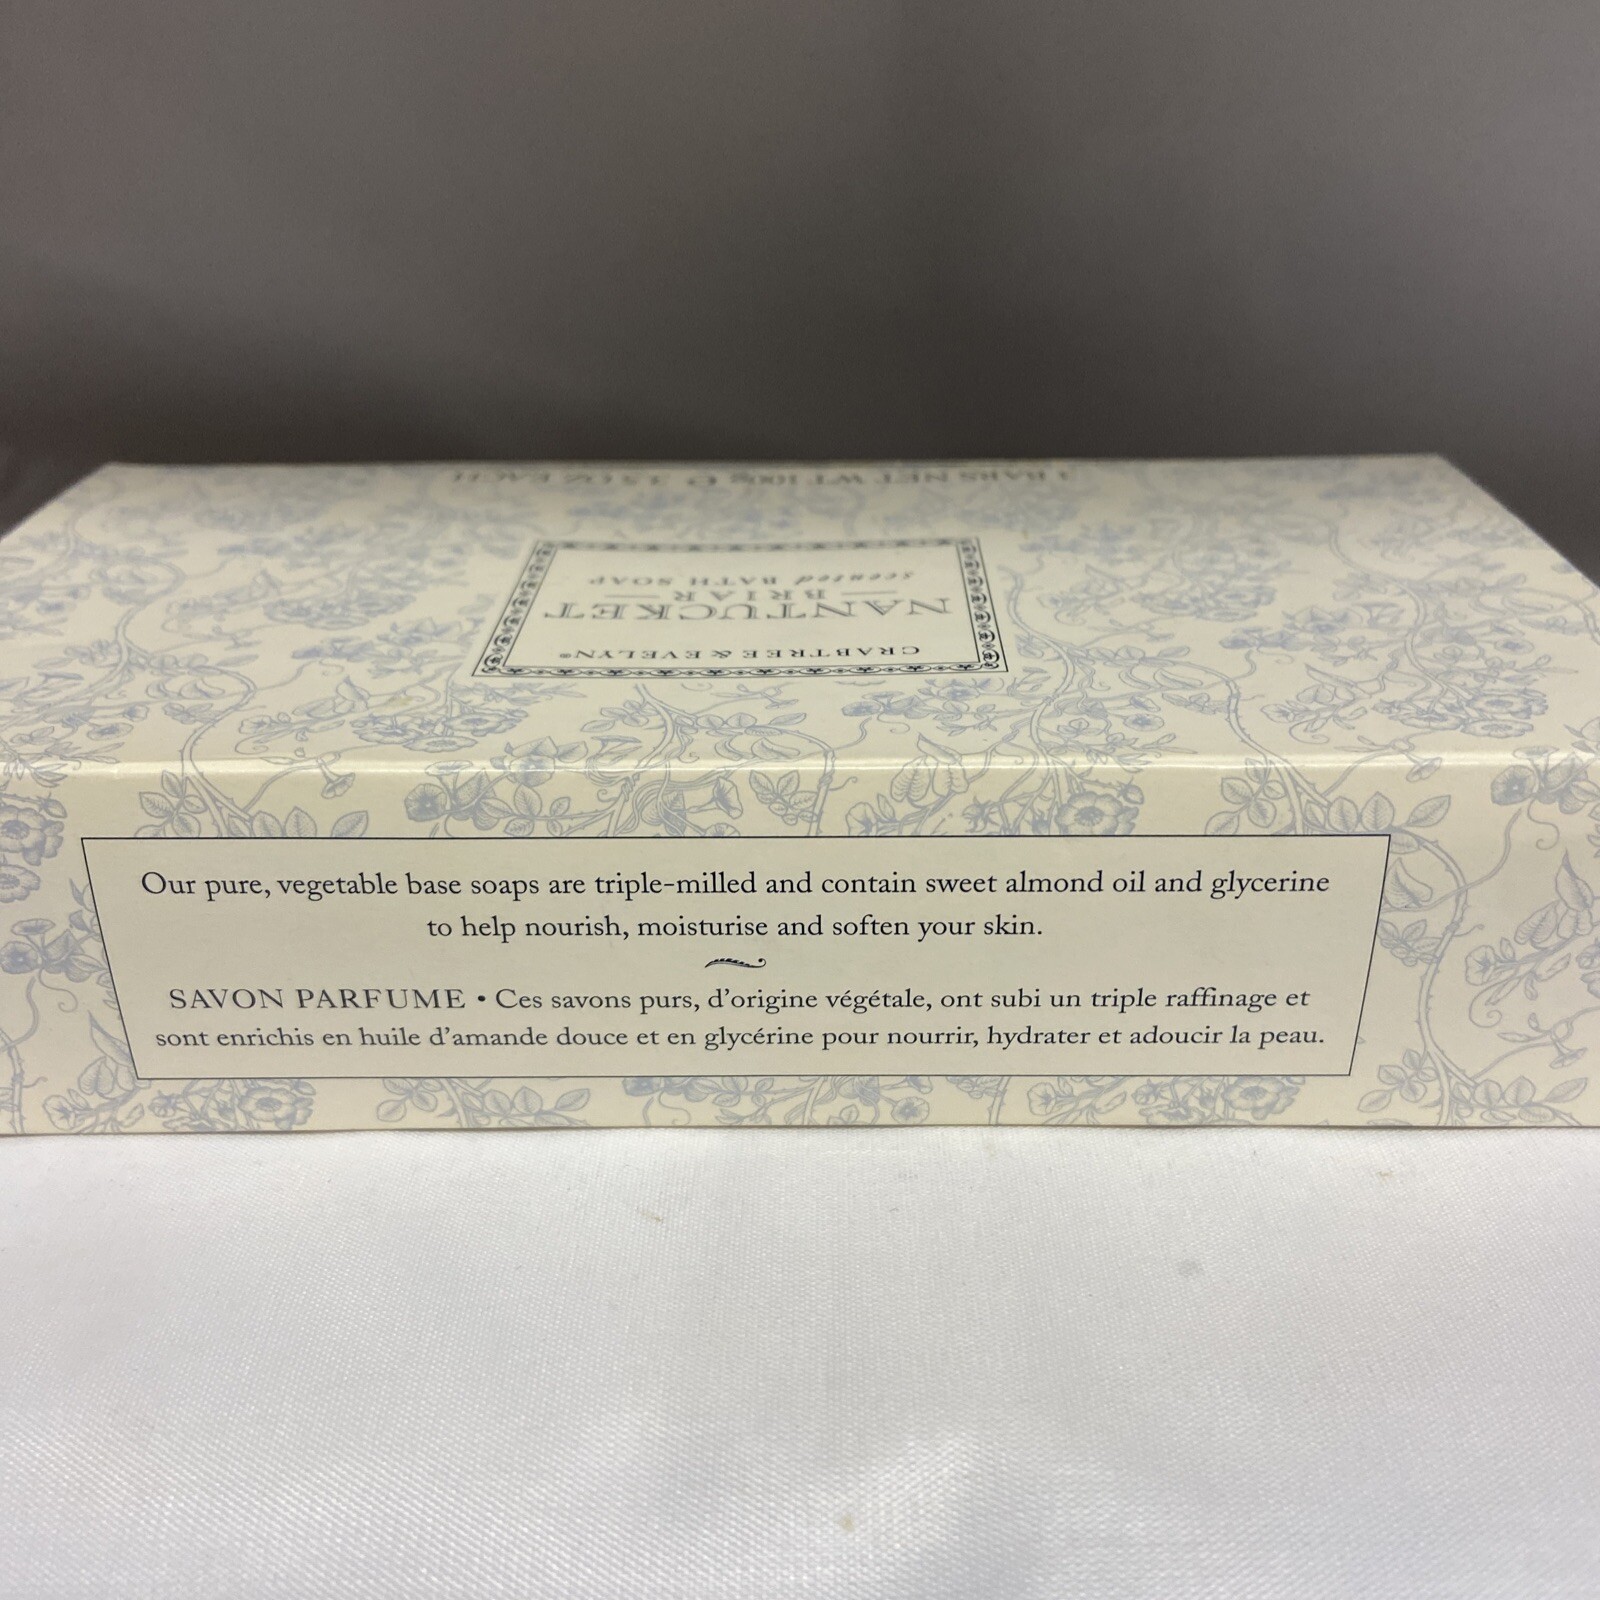 BARS NET WT 100g ℮ 3.5 OZ EACH
CRABTREE & EVELYN®
NANTUCKET
BRIAR
scented BATH SOAP
Our pure, vegetable base soaps are triple-milled and contain sweet almond oil and glycerine
to help nourish, moisturise and soften your skin.
SAVON PARFUME • Ces savons purs, d'origine végétale, ont subi un triple raffinage et
sont enrichis en huile d'amande douce et en glycérine pour nourrir, hydrater et adoucir la peau.